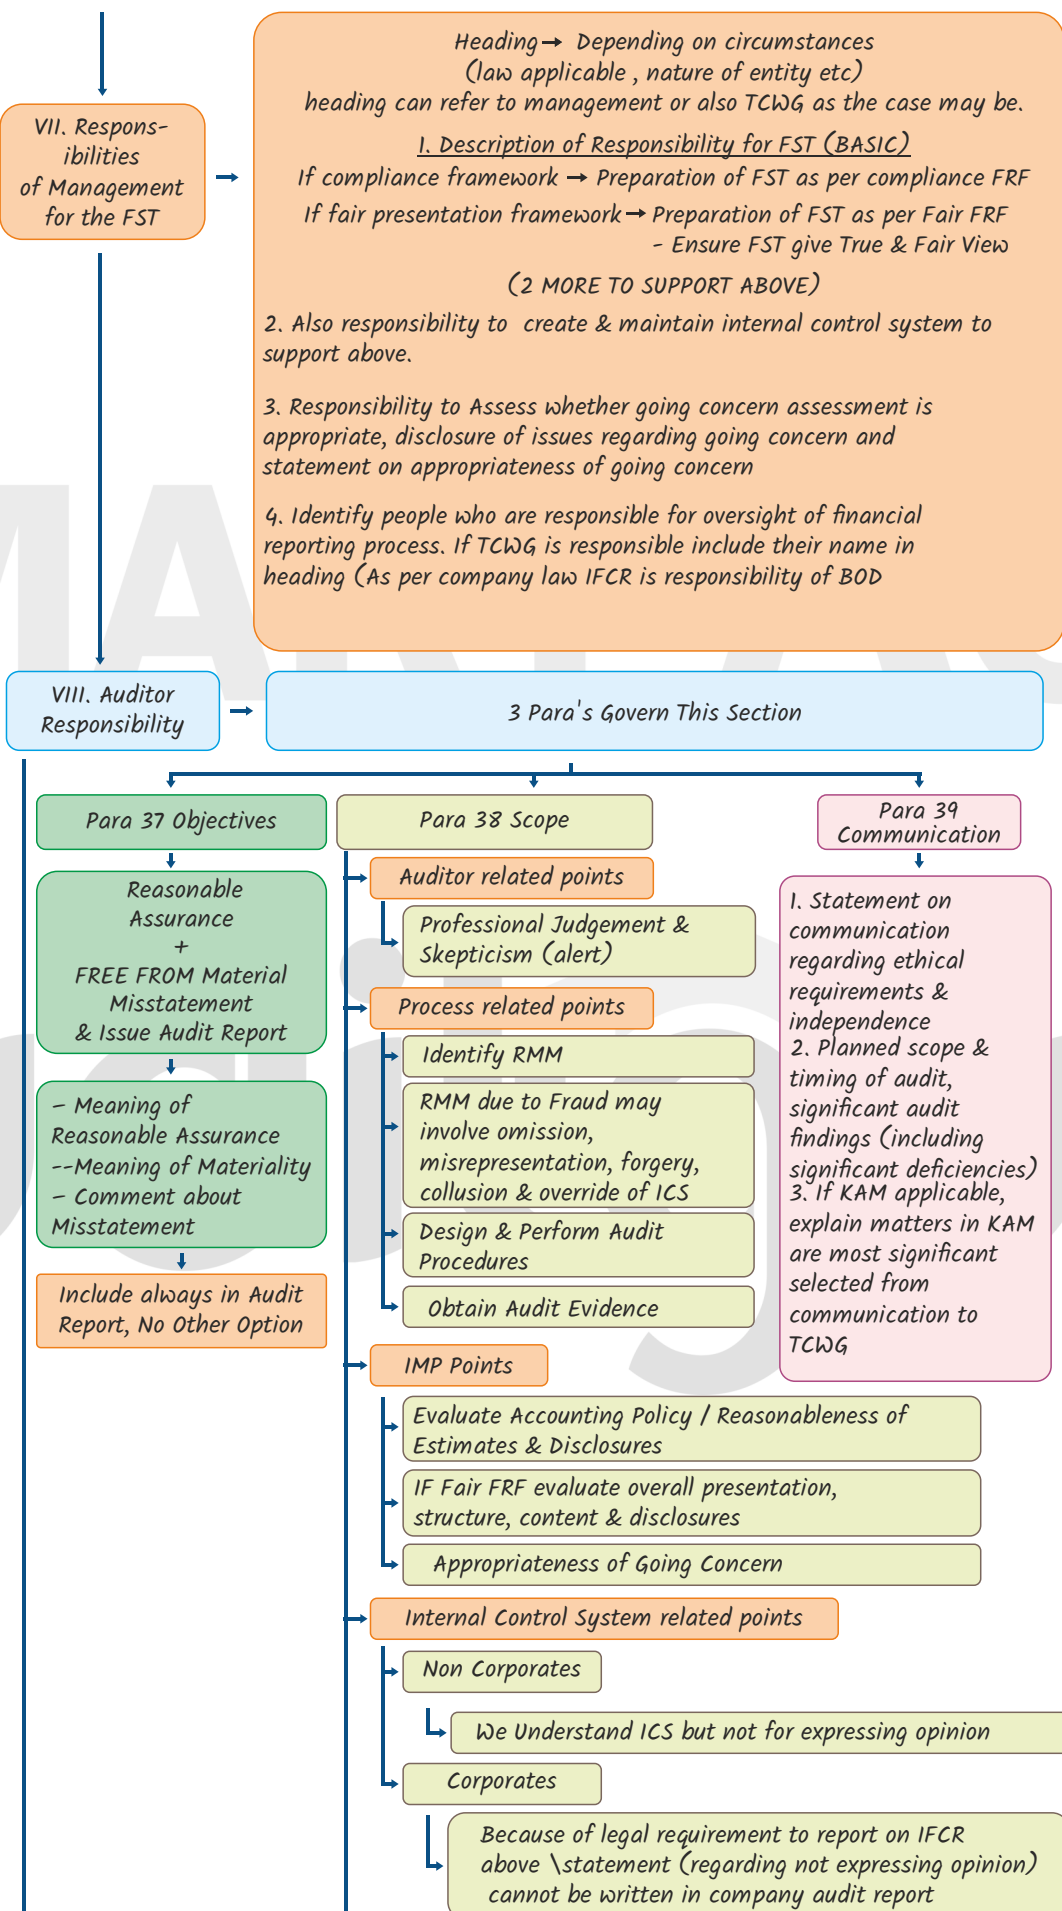 VII. Respons-
ibilities
of Management
for the FST
Heading → Depending on circumstances
(law applicable , nature of entity etc)
heading can refer to management or also TCWG as the case may be.
1. Description of Responsibility for FST (BASIC)
If compliance framework → Preparation of FST as per compliance FRF
If fair presentation framework → Preparation of FST as per Fair FRF
- Ensure FST give True & Fair View
(2 MORE TO SUPPORT ABOVE)
2. Also responsibility to create & maintain internal control system to
support above.
3. Responsibility to Assess whether going concern assessment is
appropriate, disclosure of issues regarding going concern and
statement on appropriateness of going concern
4. Identify people who are responsible for oversight of financial
reporting process. If TCWG is responsible include their name in
heading (As per company law IFCR is responsibility of BOD
VIII. Auditor
Responsibility
3 Para's Govern This Section
Para 37 Objectives
Reasonable
Assurance
+
FREE FROM Material
Misstatement
& Issue Audit Report
– Meaning of
Reasonable Assurance
--Meaning of Materiality
– Comment about
Misstatement
Include always in Audit
Report, No Other Option
Para 38 Scope
Auditor related points
Professional Judgement &
Skepticism (alert)
Process related points
Identify RMM
RMM due to Fraud may
involve omission,
misrepresentation, forgery,
collusion & override of ICS
Design & Perform Audit
Procedures
Obtain Audit Evidence
IMP Points
Evaluate Accounting Policy / Reasonableness of
Estimates & Disclosures
IF Fair FRF evaluate overall presentation,
structure, content & disclosures
Appropriateness of Going Concern
Internal Control System related points
Non Corporates
We Understand ICS but not for expressing opinion
Corporates
Because of legal requirement to report on IFCR
above \statement (regarding not expressing opinion)
cannot be written in company audit report
Para 39
Communication
1. Statement on
communication
regarding ethical
requirements &
independence
2. Planned scope &
timing of audit,
significant audit
findings (including
significant deficiencies)
3. If KAM applicable,
explain matters in KAM
are most significant
selected from
communication to
TCWG